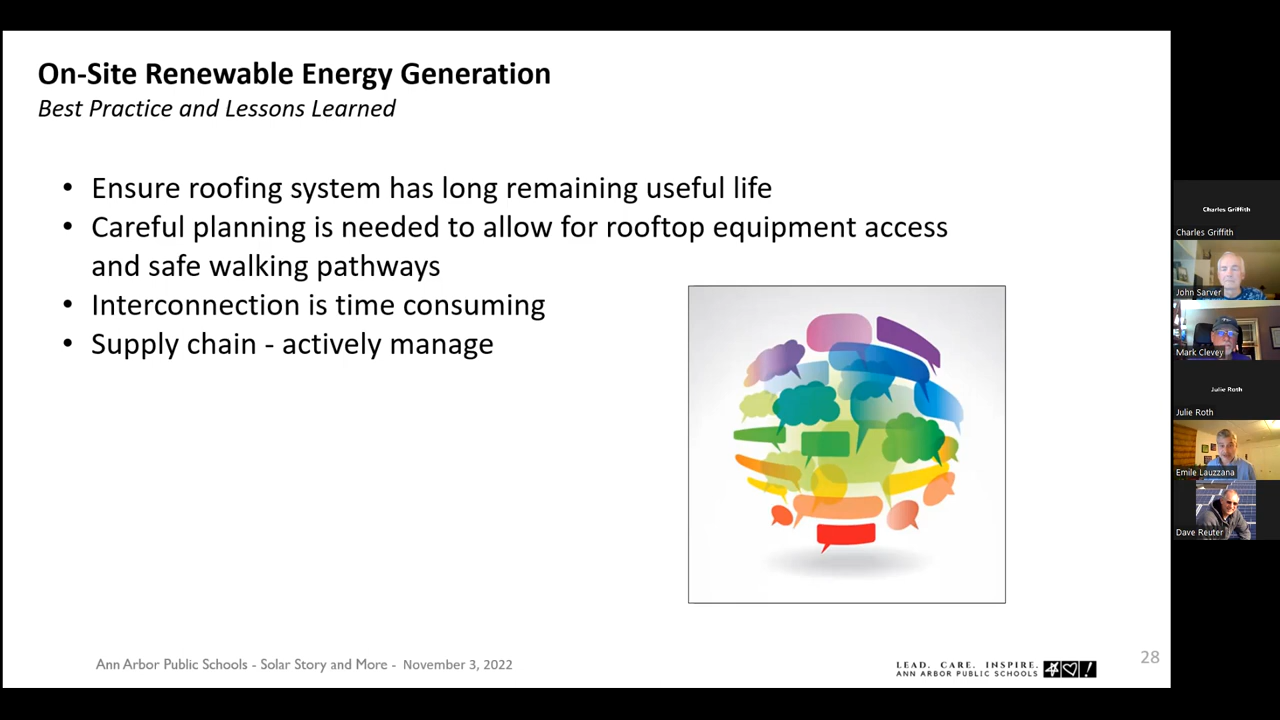 On-Site Renewable Energy Generation
Best Practice and Lessons Learned
• Ensure roofing system has long remaining useful life
• Careful planning is needed to allow for rooftop equipment access
and safe walking pathways
• Interconnection is time consuming
• Supply chain - actively manage
Ann Arbor Public Schools - Solar Story and More - November 3, 2022
LEAD. CARE. INSPIRE.
ANN ARBOR PUBLIC SCHOOLS
28
Charles Griffith
Charles Griffith
John Sarver
Mark Clevey
Julie Roth
Julie Roth
Emile Lauzzana
Dave Reuter